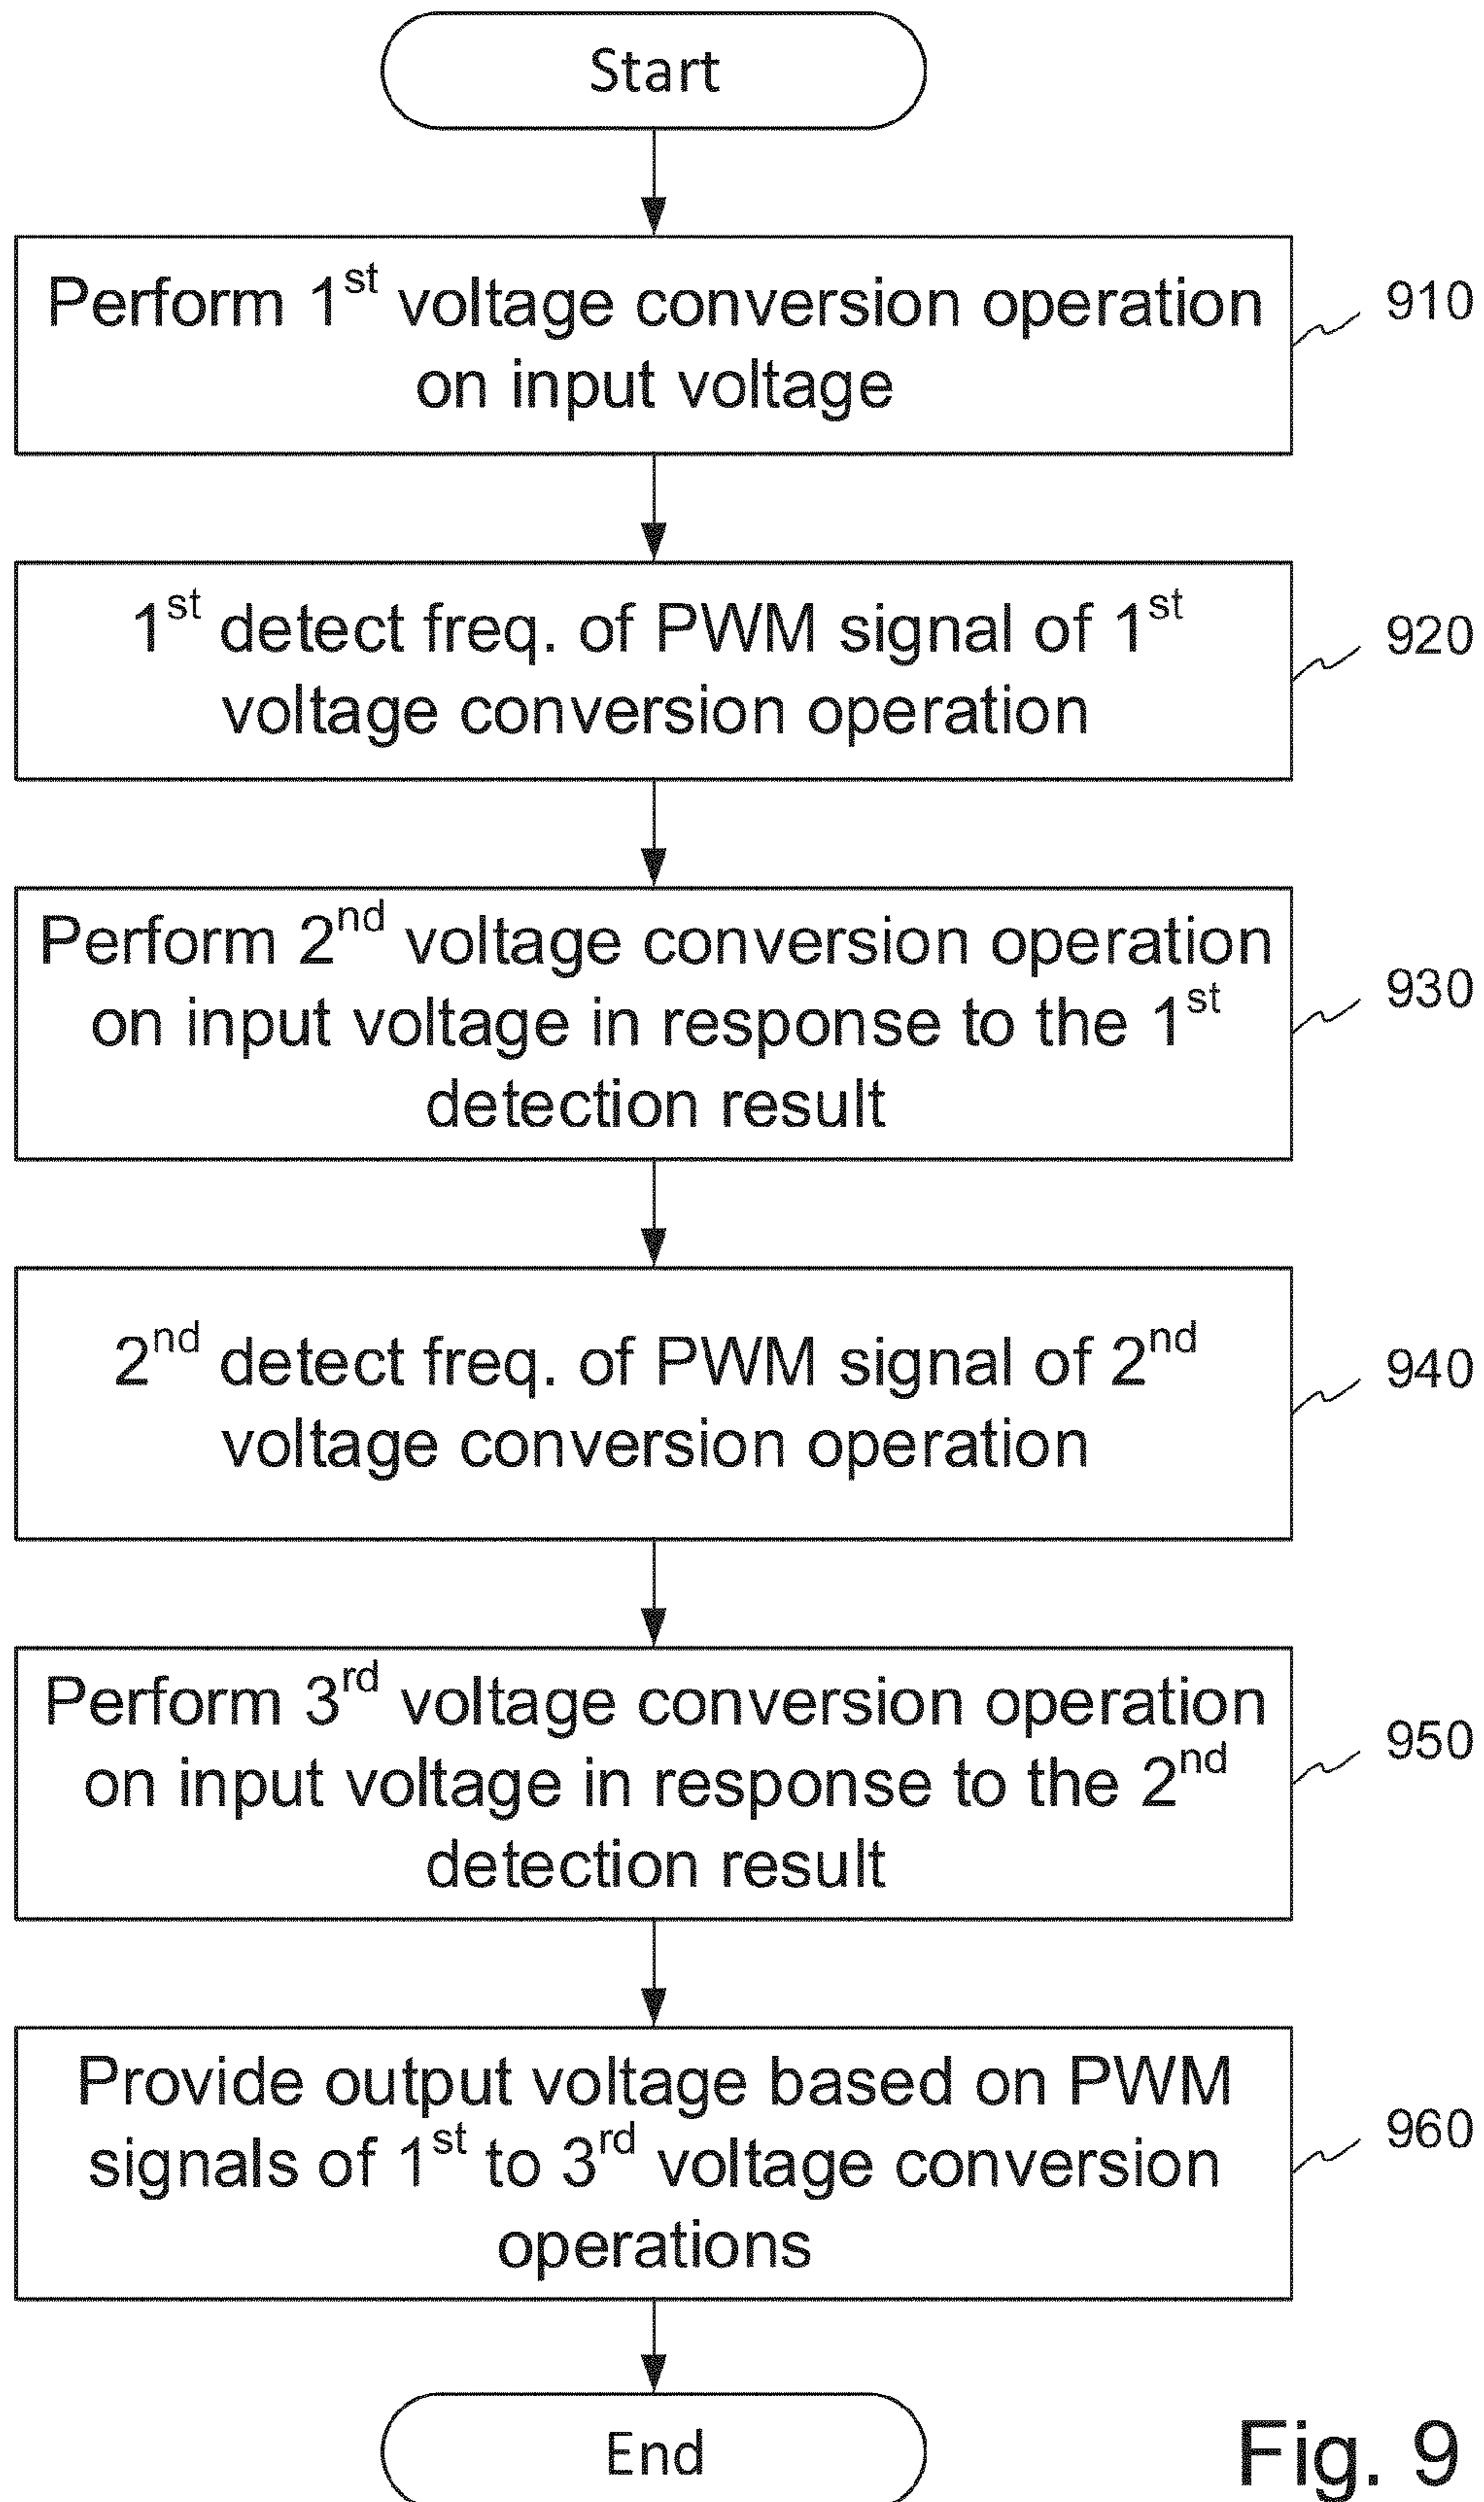 Start
Perform 1st voltage conversion operation
on input voltage
910
1st detect freq. of PWM signal of 1st
voltage conversion operation
920
Perform 2nd voltage conversion operation
on input voltage in response to the 1st
detection result
930
2nd detect freq. of PWM signal of 2nd
voltage conversion operation
940
Perform 3rd voltage conversion operation
on input voltage in response to the 2nd
detection result
950
Provide output voltage based on PWM
signals of 1st to 3rd voltage conversion
operations
960
End
Fig. 9